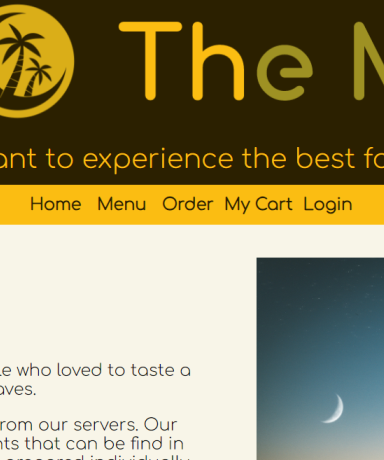 The M
ant to experience the best fo
Home Menu Order My Cart Login
le who loved to taste a
aves.
rom our servers. Our
nts that can be find in